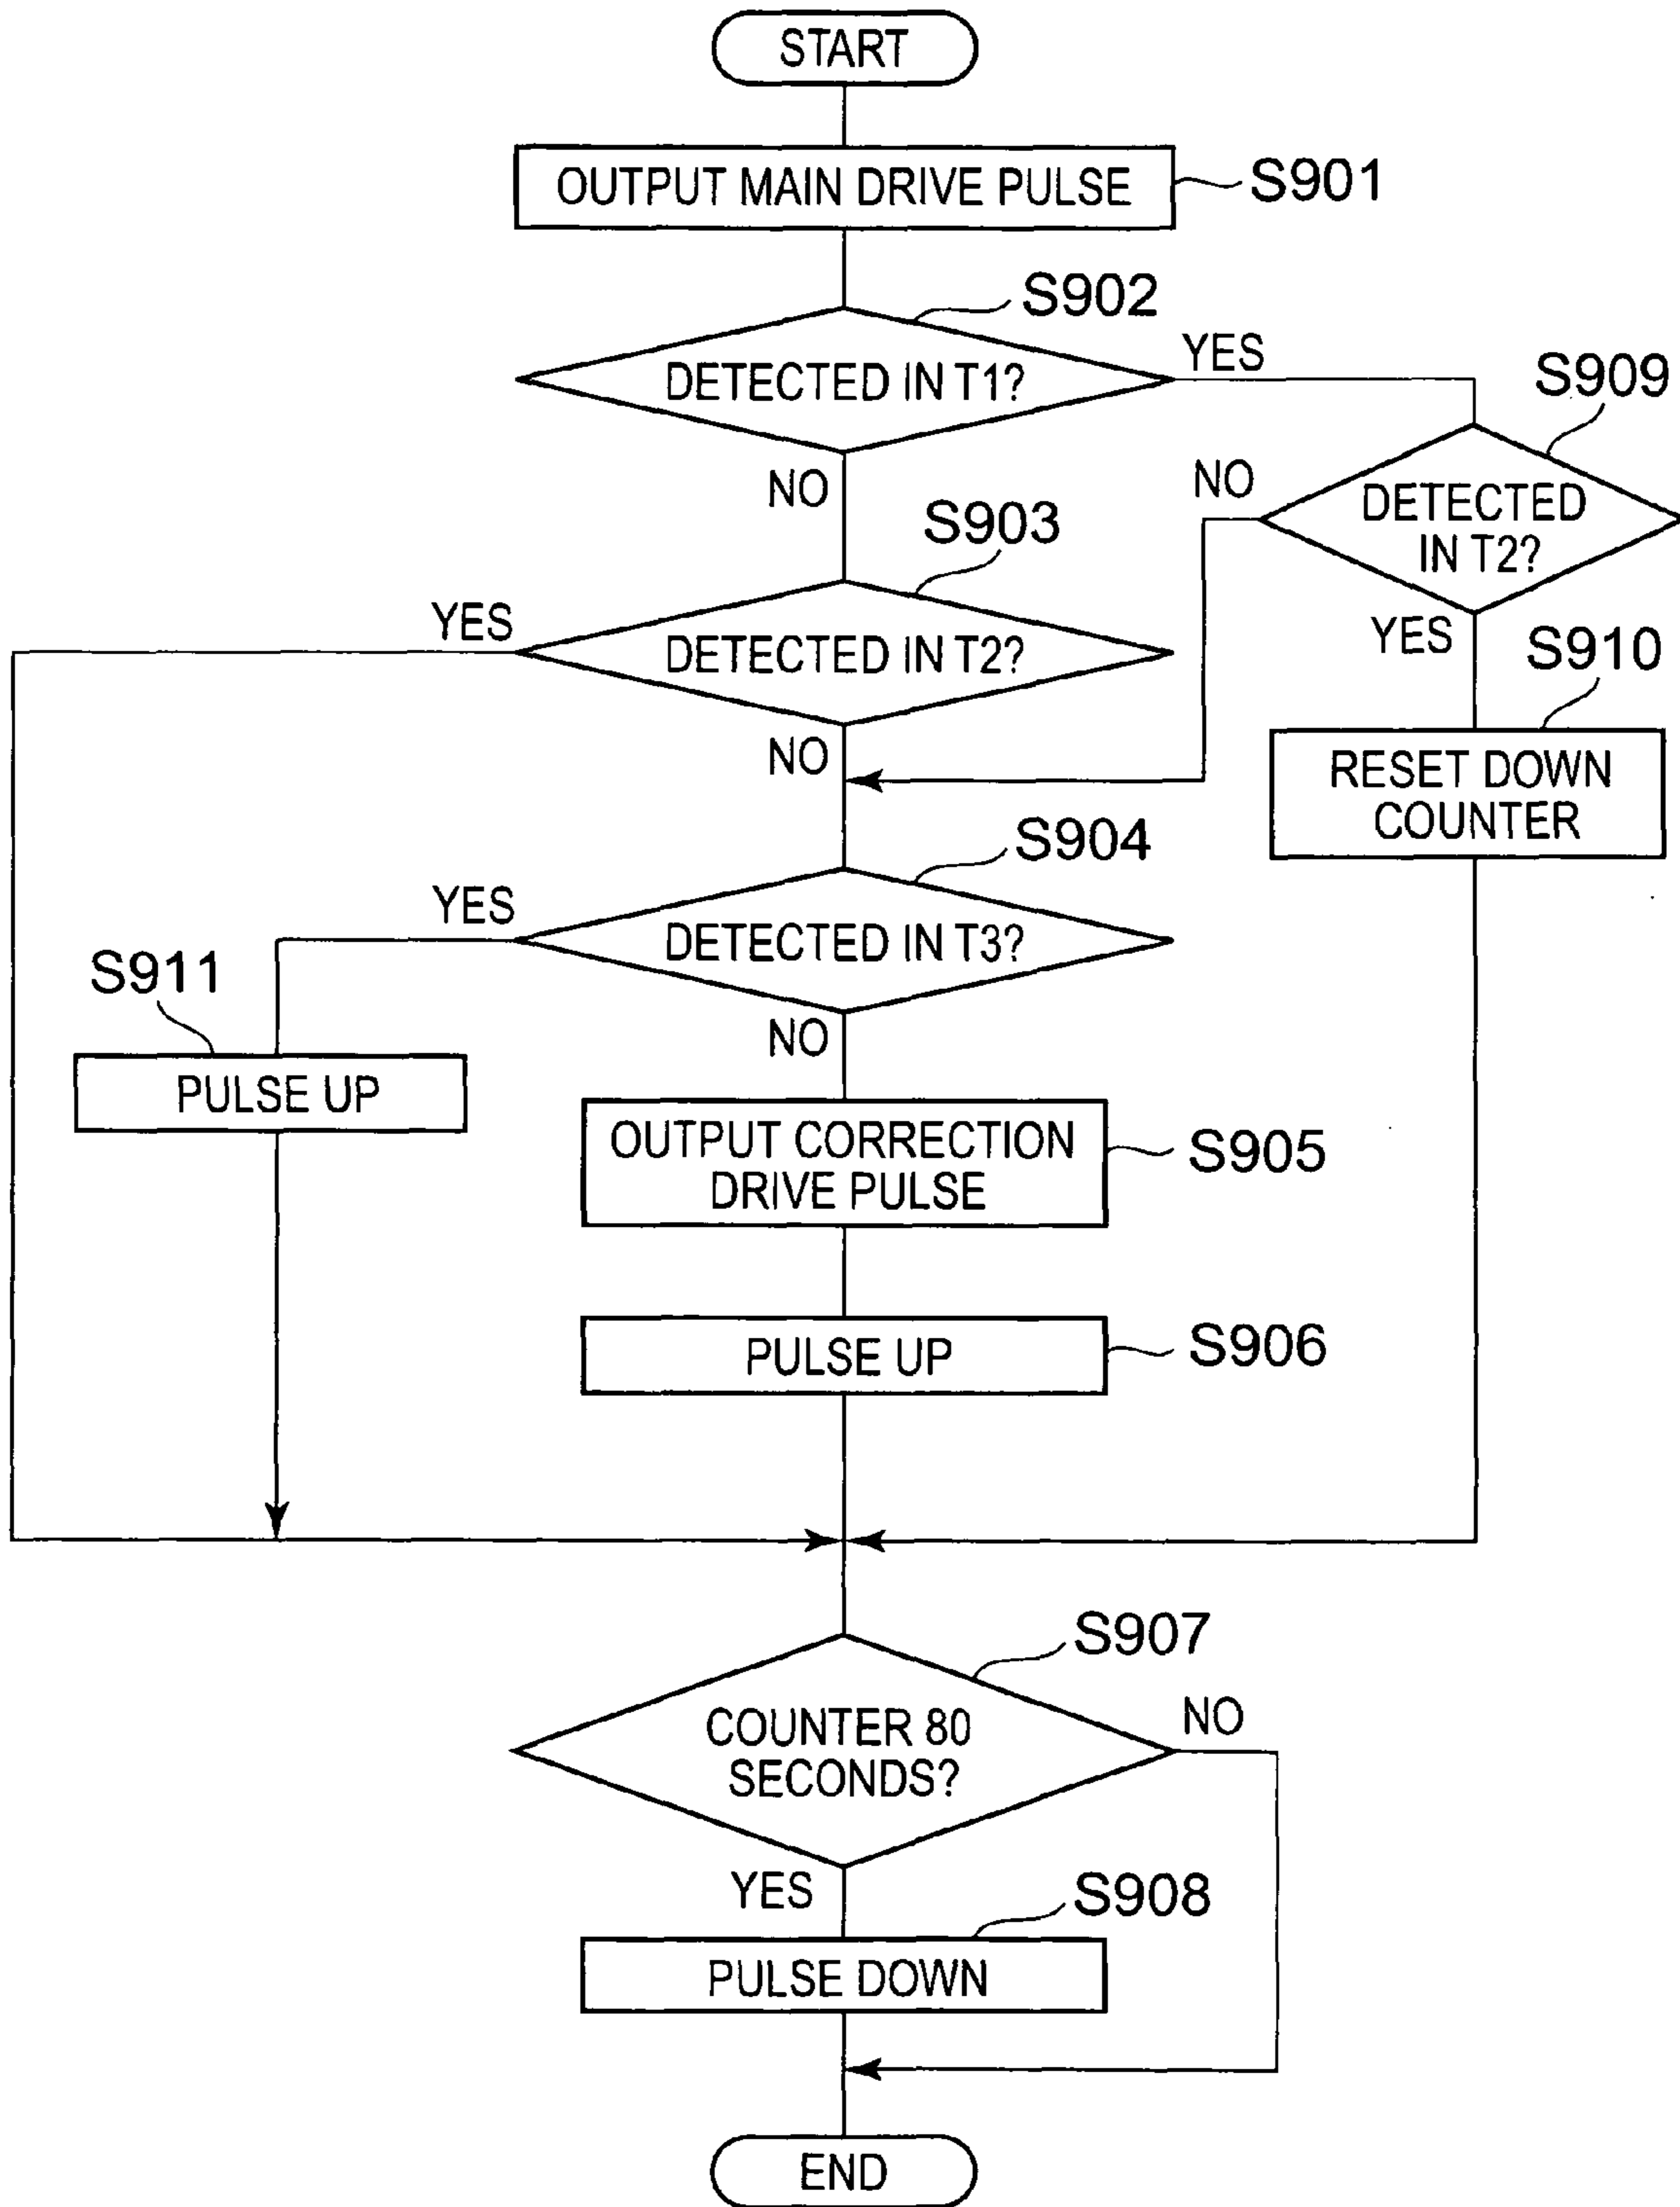 START
OUTPUT MAIN DRIVE PULSE
S901
S902
DETECTED IN T1?
YES
NO
S909
DETECTED
IN T2?
NO
YES
S903
DETECTED IN T2?
YES
NO
S910
RESET DOWN
COUNTER
S904
DETECTED IN T3?
YES
NO
S911
PULSE UP
OUTPUT CORRECTION
DRIVE PULSE
S905
PULSE UP
S906
S907
COUNTER 80
SECONDS?
NO
YES
S908
PULSE DOWN
END